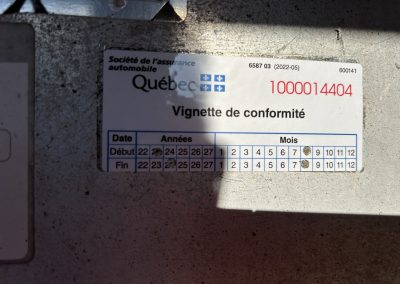 Société de l'assurance 6587 03 (2022-05) 600141
automobile
Québec 1000014404
Vignette de conformité
Date Années Mois
Début 22 24 25 26 27 1 2 3 4 5 6 7 9 10 11 12
Fin 22 23 25 26 27 1 2 3 4 5 6 7 9 10 11 12